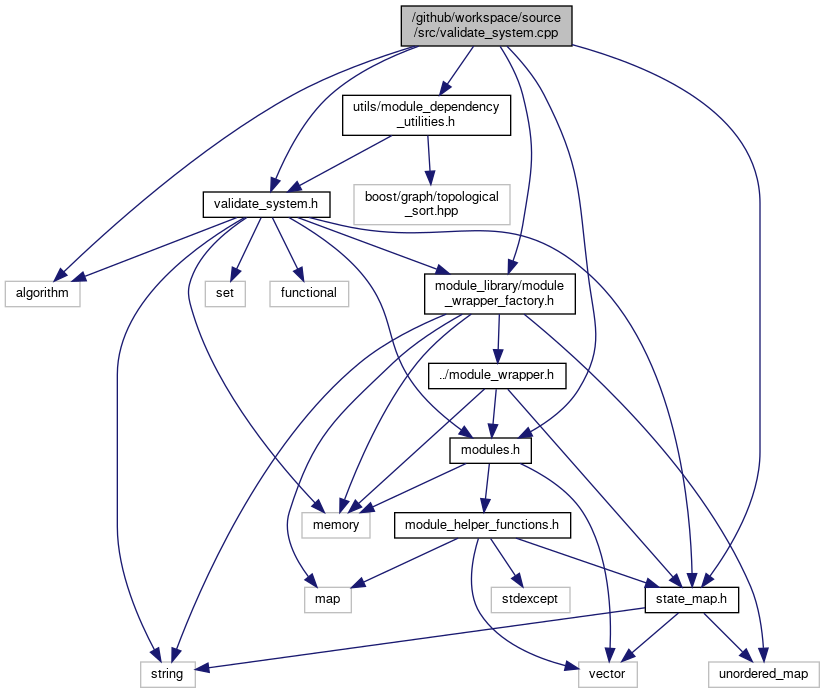 /github/workspace/source
/src/validate_system.cpp
utils/module_dependency
_utilities.h
validate_system.h
boost/graph/topological
_sort.hpp
algorithm
set
functional
module_library/module
_wrapper_factory.h
../module_wrapper.h
modules.h
memory
module_helper_functions.h
map
stdexcept
state_map.h
string
vector
unordered_map